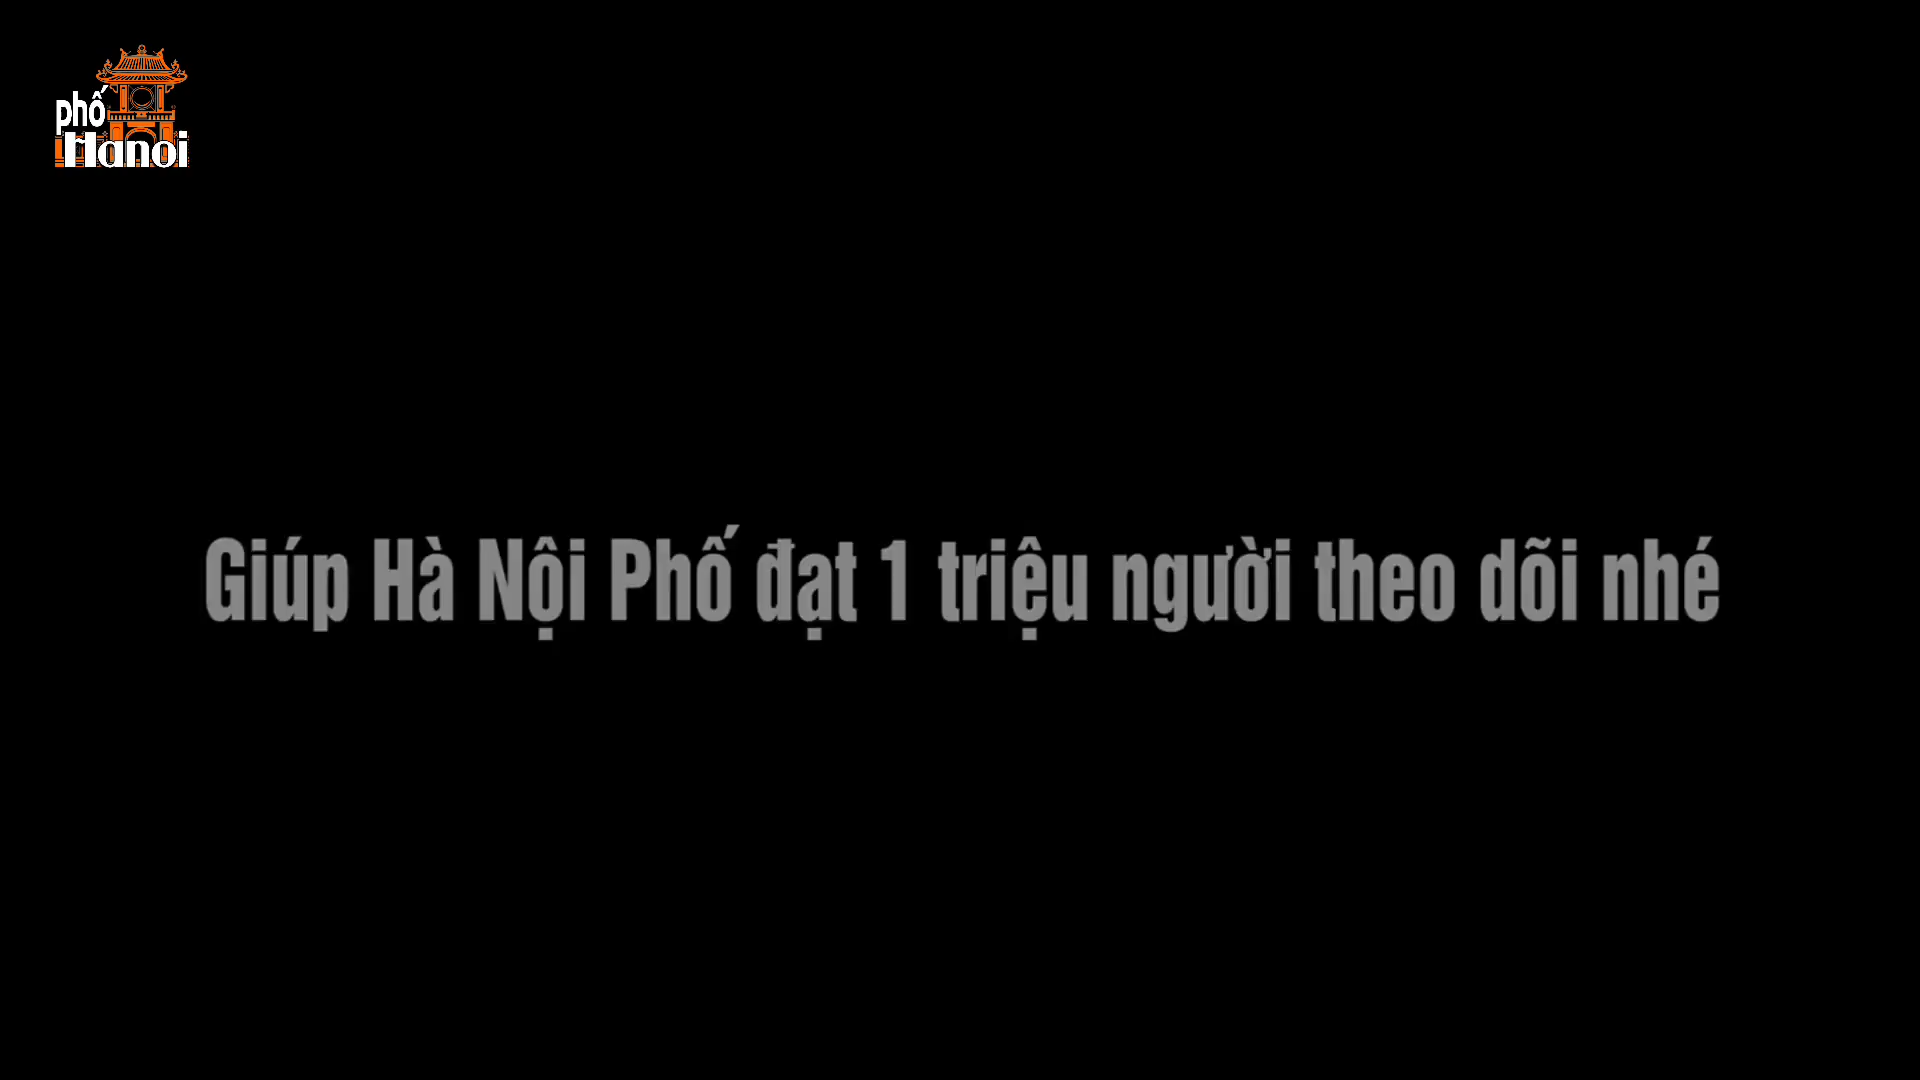 phố
Hanoi
Giúp Hà Nội Phố đạt 1 triệu người theo dõi nhé